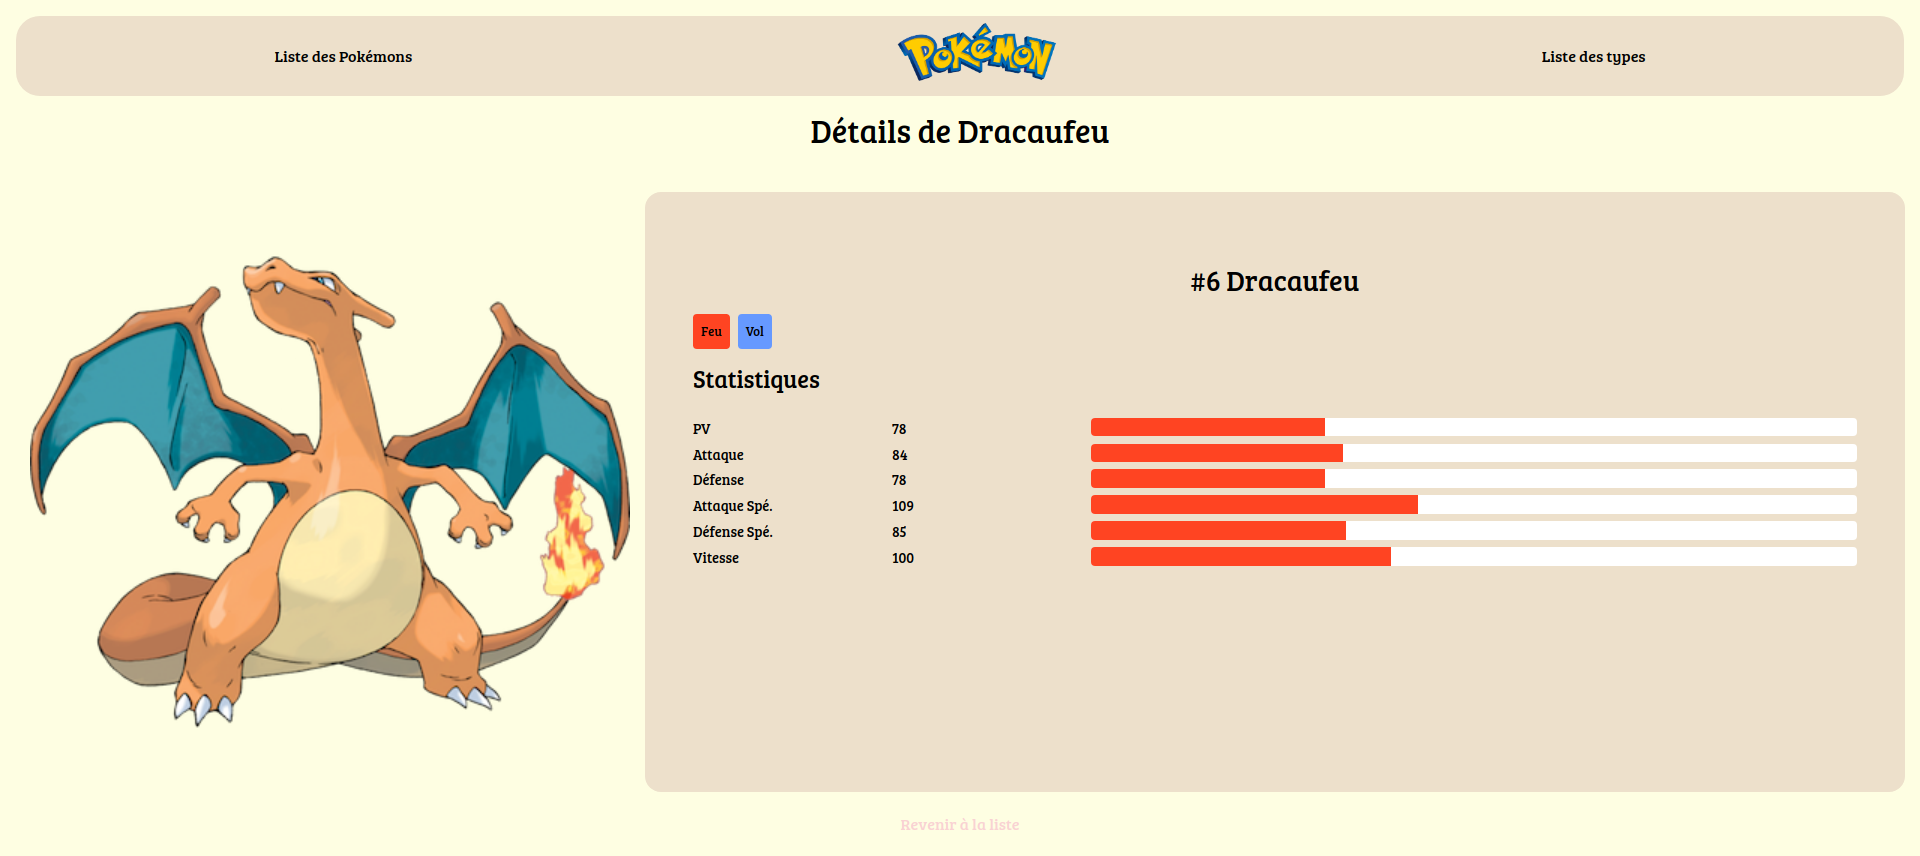 Liste des Pokémons
Pokémon
Liste des types
Détails de Dracaufeu
#6 Dracaufeu
Feu Vol
Statistiques
PV 78
Attaque 84
Défense 78
Attaque Spé. 109
Défense Spé. 85
Vitesse 100
Revenir à la liste